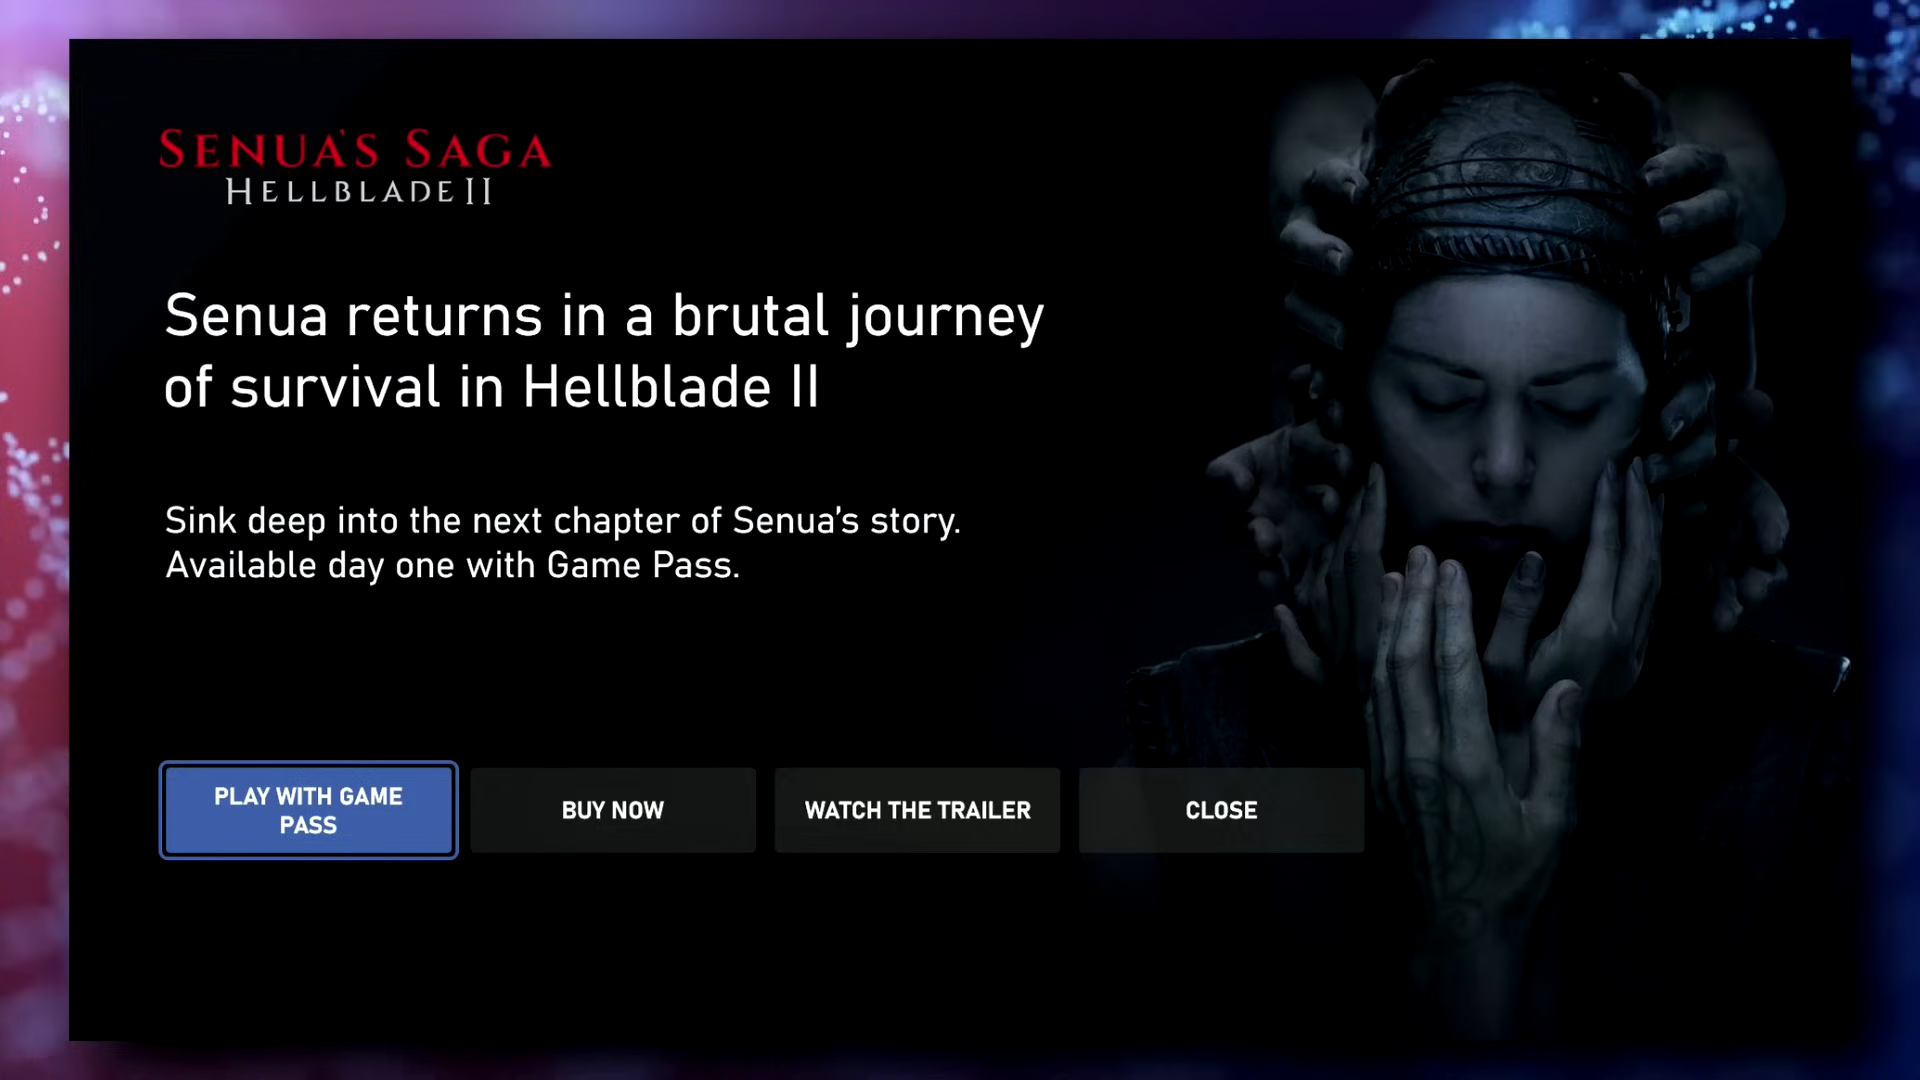 SENUA'S SAGA
HELLBLADE II
Senua returns in a brutal journey
of survival in Hellblade II
Sink deep into the next chapter of Senua’s story.
Available day one with Game Pass.
PLAY WITH GAME
PASS
BUY NOW
WATCH THE TRAILER
CLOSE